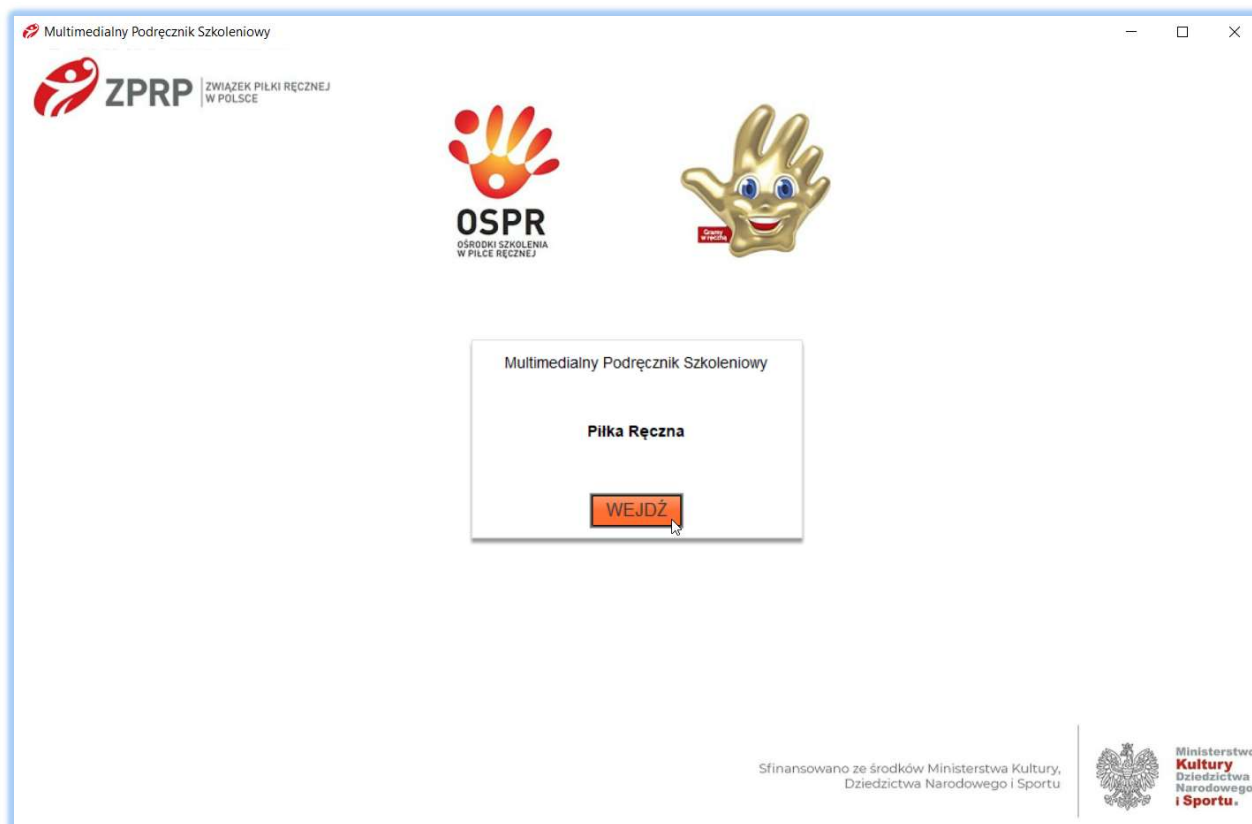 Multimedialny Podręcznik Szkoleniowy
ZPRP
ZWIĄZEK PIŁKI RĘCZNEJ
W POLSCE
OSPR
OŚRODKI SZKOLENIA
W PIŁCE RĘCZNEJ
Gramy
w ręczną
Multimedialny Podręcznik Szkoleniowy
Piłka Ręczna
WEJDŹ
Sfinansowano ze środków Ministerstwa Kultury,
Dziedzictwa Narodowego i Sportu
Ministerstwo
Kultury
Dziedzictwa
Narodowego
i Sportu.